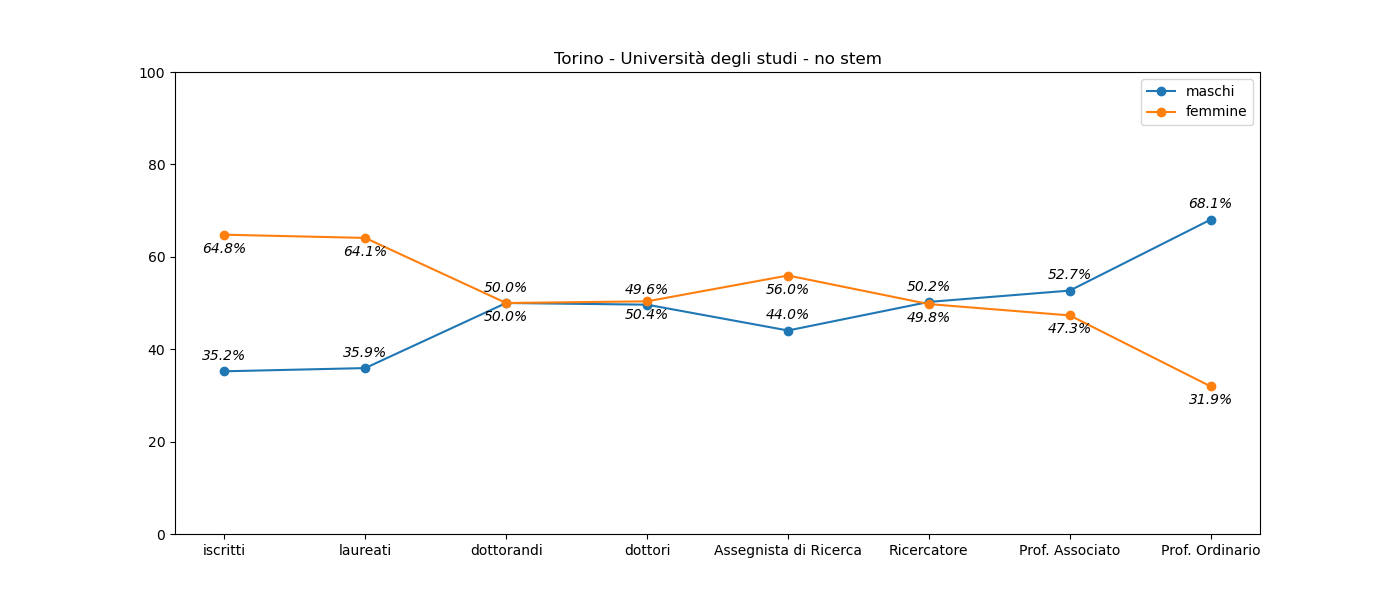 Torino - Università degli studi - no stem
100
80
60
40
20
0
maschi
femmine
64.8%
35.2%
64.1%
35.9%
50.0%
50.0%
49.6%
50.4%
56.0%
44.0%
50.2%
49.8%
52.7%
47.3%
68.1%
31.9%
iscritti
laureati
dottorandi
dottori
Assegnista di Ricerca
Ricercatore
Prof. Associato
Prof. Ordinario